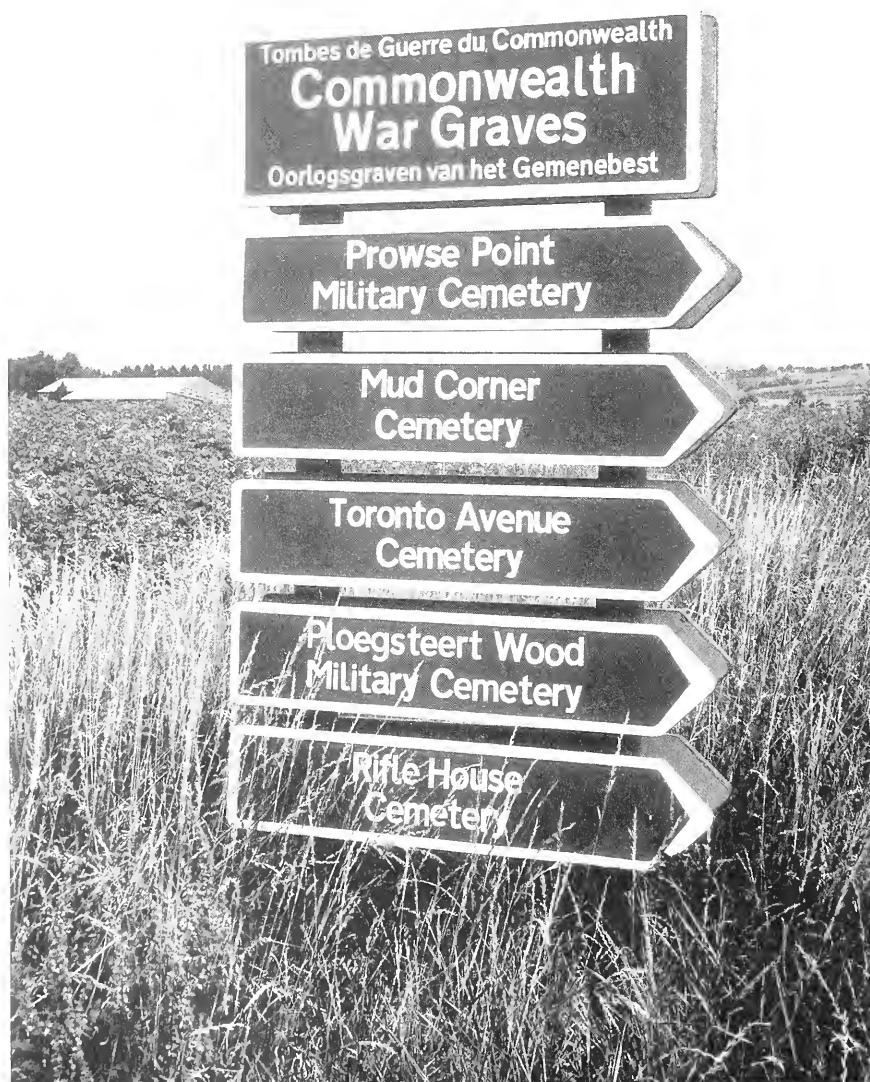 Tombes de Guerre du Commonwealth
Commonwealth
War Graves
Oorlogsgraven van het Gemenebest
Prowse Point
Military Cemetery
Mud Corner
Cemetery
Toronto Avenue
Cemetery
Ploegsteert Wood
Military Cemetery
Rifle House
Cemetery